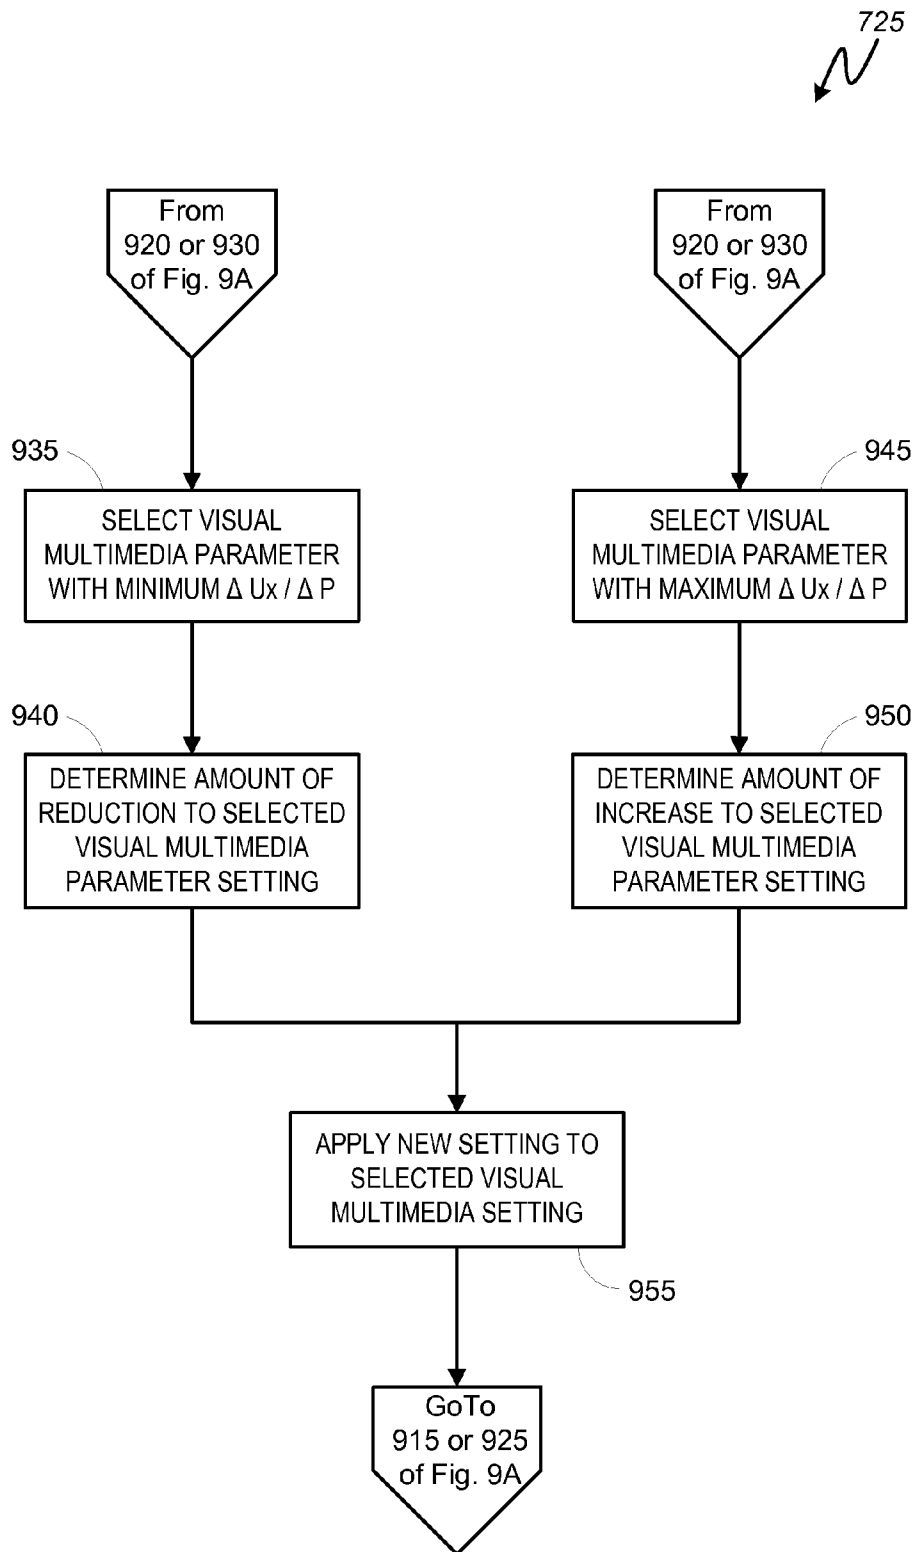 725
From
920 or 930
of Fig. 9A
From
920 or 930
of Fig. 9A
935
SELECT VISUAL
MULTIMEDIA PARAMETER
WITH MINIMUM Δ Ux / Δ P
945
SELECT VISUAL
MULTIMEDIA PARAMETER
WITH MAXIMUM Δ Ux / Δ P
940
DETERMINE AMOUNT OF
REDUCTION TO SELECTED
VISUAL MULTIMEDIA
PARAMETER SETTING
950
DETERMINE AMOUNT OF
INCREASE TO SELECTED
VISUAL MULTIMEDIA
PARAMETER SETTING
APPLY NEW SETTING TO
SELECTED VISUAL
MULTIMEDIA SETTING
955
GoTo
915 or 925
of Fig. 9A